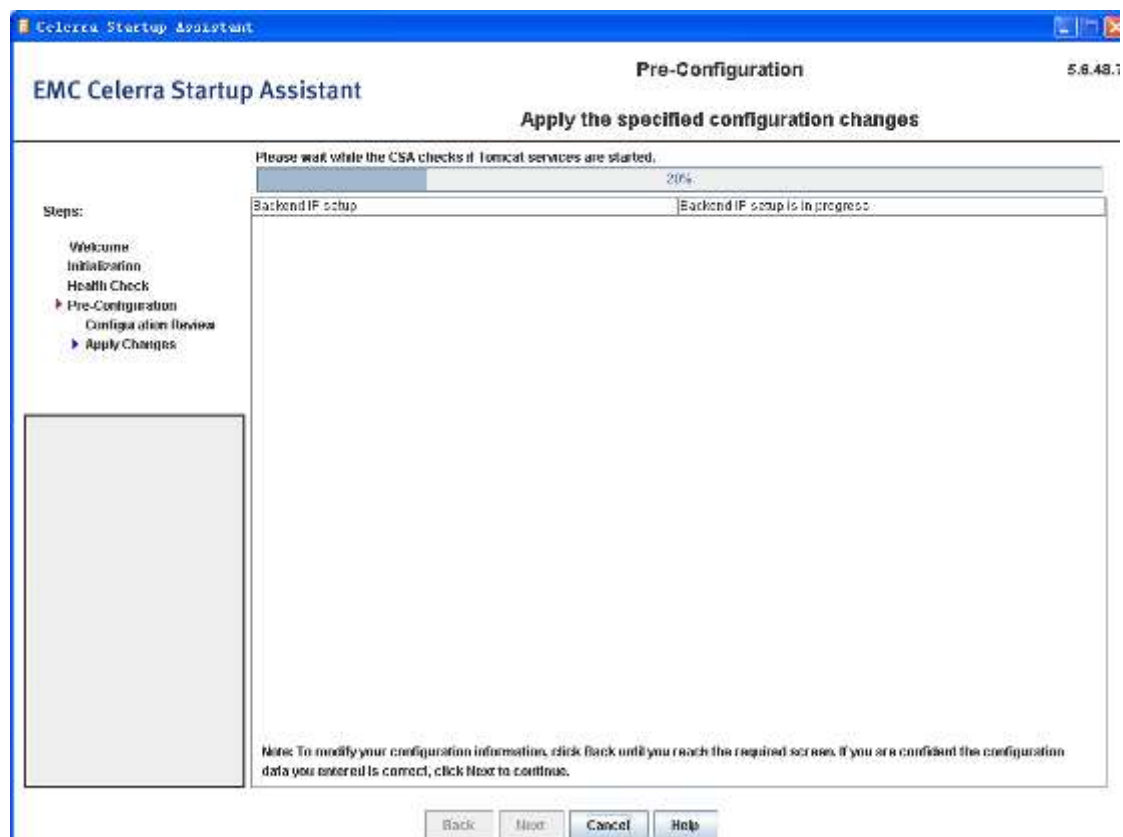 Celerra Startup Assistant
EMC Celerra Startup Assistant
Pre-Configuration
5.6.48.7
Apply the specified configuration changes
Please wait while the CSA checks if Tomcat services are started.
20%
Backend IP setup
Backend IP setup is in progress
Steps:
Welcome
Initialization
Health Check
Pre-Configuration
Configuration Review
Apply Changes
Note: To modify your configuration information, click Back until you reach the required screen. If you are confident the configuration
data you entered is correct, click Next to continue.
Back
Next
Cancel
Help